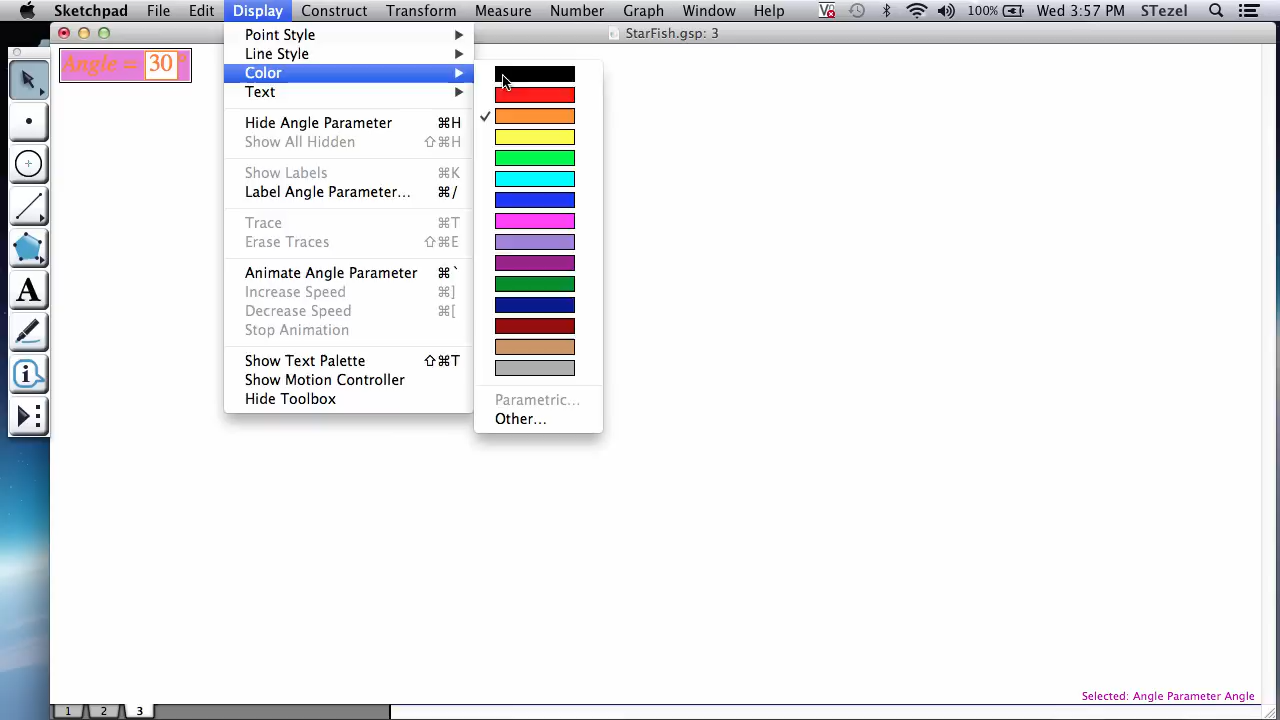 Sketchpad File Edit Display Construct Transform Measure Number Graph Window Help 100% Wed 3:57 PM STezel
StarFish.gsp: 3
Angle = 30°
Point Style
Line Style
Color
Text
Hide Angle Parameter ⌘H
Show All Hidden ⇧⌘H
Show Labels ⌘K
Label Angle Parameter... ⌘/
Trace ⌘T
Erase Traces ⇧⌘E
Animate Angle Parameter ⌘`
Increase Speed ⌘]
Decrease Speed ⌘[
Stop Animation
Show Text Palette ⇧⌘T
Show Motion Controller
Hide Toolbox
Parametric...
Other...
A
i
Selected: Angle Parameter Angle
1 2 3